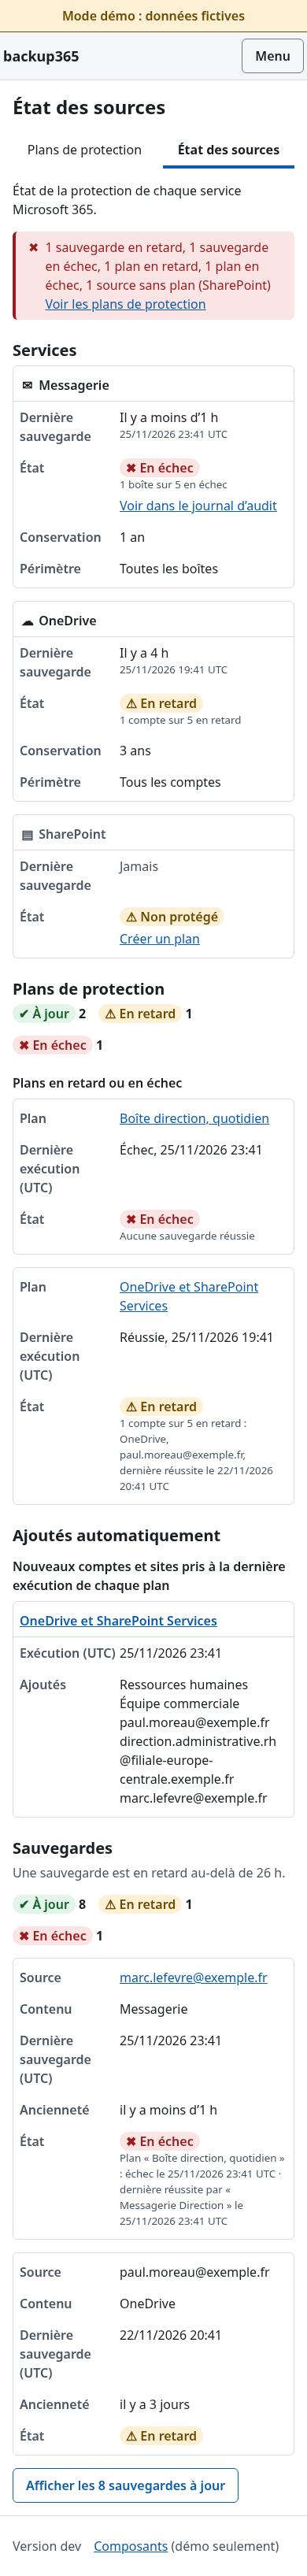 Mode démo : données fictives
backup365
Menu
État des sources
Plans de protection
État des sources
État de la protection de chaque service
Microsoft 365.
✖ 1 sauvegarde en retard, 1 sauvegarde
en échec, 1 plan en retard, 1 plan en
échec, 1 source sans plan (SharePoint)
Voir les plans de protection
Services
✉ Messagerie
Dernière
sauvegarde
Il y a moins d’1 h
25/11/2026 23:41 UTC
État
✖ En échec
1 boîte sur 5 en échec
Voir dans le journal d’audit
Conservation
1 an
Périmètre
Toutes les boîtes
☁ OneDrive
Dernière
sauvegarde
Il y a 4 h
25/11/2026 19:41 UTC
État
⚠ En retard
1 compte sur 5 en retard
Conservation
3 ans
Périmètre
Tous les comptes
▤ SharePoint
Dernière
sauvegarde
Jamais
État
⚠ Non protégé
Créer un plan
Plans de protection
✔ À jour 2 ⚠ En retard 1
✖ En échec 1
Plans en retard ou en échec
Plan
Boîte direction, quotidien
Dernière
exécution
(UTC)
Échec, 25/11/2026 23:41
État
✖ En échec
Aucune sauvegarde réussie
Plan
OneDrive et SharePoint
Services
Dernière
exécution
(UTC)
Réussie, 25/11/2026 19:41
État
⚠ En retard
1 compte sur 5 en retard :
OneDrive,
paul.moreau@exemple.fr,
dernière réussite le 22/11/2026
20:41 UTC
Ajoutés automatiquement
Nouveaux comptes et sites pris à la dernière
exécution de chaque plan
OneDrive et SharePoint Services
Exécution (UTC)
25/11/2026 23:41
Ajoutés
Ressources humaines
Équipe commerciale
paul.moreau@exemple.fr
direction.administrative.rh
@filiale-europe-
centrale.exemple.fr
marc.lefevre@exemple.fr
Sauvegardes
Une sauvegarde est en retard au-delà de 26 h.
✔ À jour 8 ⚠ En retard 1
✖ En échec 1
Source
marc.lefevre@exemple.fr
Contenu
Messagerie
Dernière
sauvegarde
(UTC)
25/11/2026 23:41
Ancienneté
il y a moins d’1 h
État
✖ En échec
Plan « Boîte direction, quotidien »
: échec le 25/11/2026 23:41 UTC ·
dernière réussite par «
Messagerie Direction » le
25/11/2026 23:41 UTC
Source
paul.moreau@exemple.fr
Contenu
OneDrive
Dernière
sauvegarde
(UTC)
22/11/2026 20:41
Ancienneté
il y a 3 jours
État
⚠ En retard
Afficher les 8 sauvegardes à jour
Version dev Composants (démo seulement)